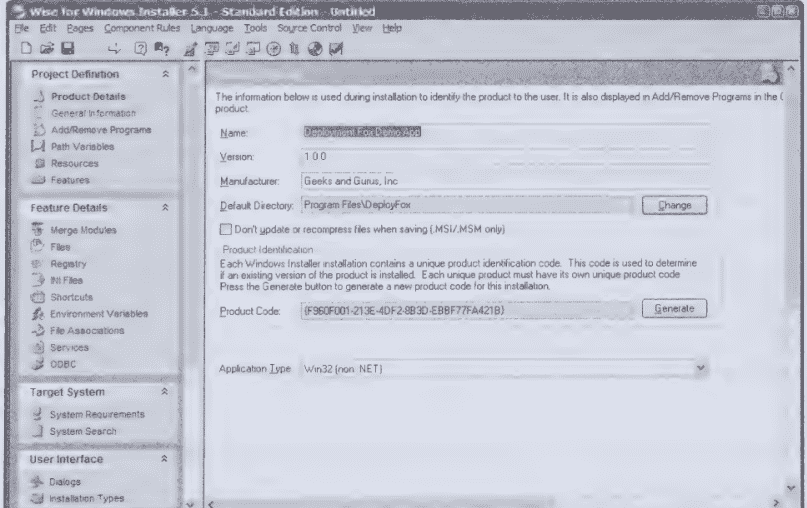 Wise for Windows Installer 5.1 - Standard Edition - Untitled
File Edit Pages Component Rules Language Tools Source Control View Help
Project Definition
Product Details
General Information
Add/Remove Programs
Path Variables
Resources
Features
Feature Details
Merge Modules
Files
Registry
INI Files
Shortcuts
Environment Variables
File Associations
Services
ODBC
Target System
System Requirements
System Search
User Interface
Dialogs
Installation Types
The information below is used during installation to identify the product to the user. It is also displayed in Add/Remove Programs in the C
product.
Name: Deployment Fox Demo App
Version: 1.0.0
Manufacturer: Geeks and Gurus, Inc
Default Directory: Program Files\DeployFox Change
Don't update or recompress files when saving (.MSI/.MSM only)
Product Identification
Each Windows Installer installation contains a unique product identification code. This code is used to determine
if an existing version of the product is installed. Each unique product must have its own unique product code
Press the Generate button to generate a new product code for this installation.
Product Code: {F960F001-213E-4DF2-8B3D-EBBF77FA421B} Generate
Application Type Win32 (non .NET)